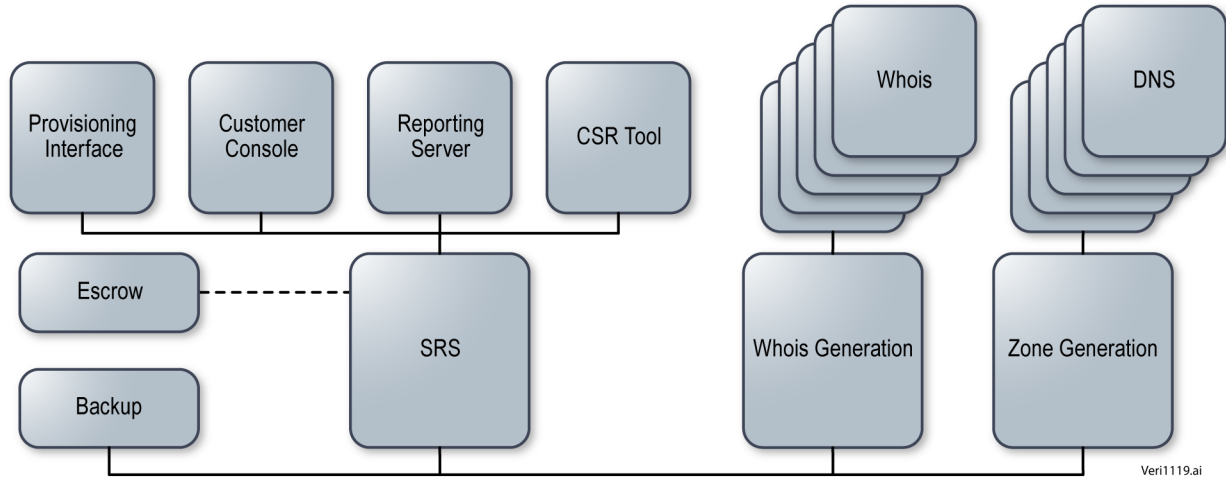 Whois
DNS
Provisioning
Interface
Customer
Console
Reporting
Server
CSR Tool
Escrow
SRS
Whois Generation
Zone Generation
Backup
Veri1119.ai